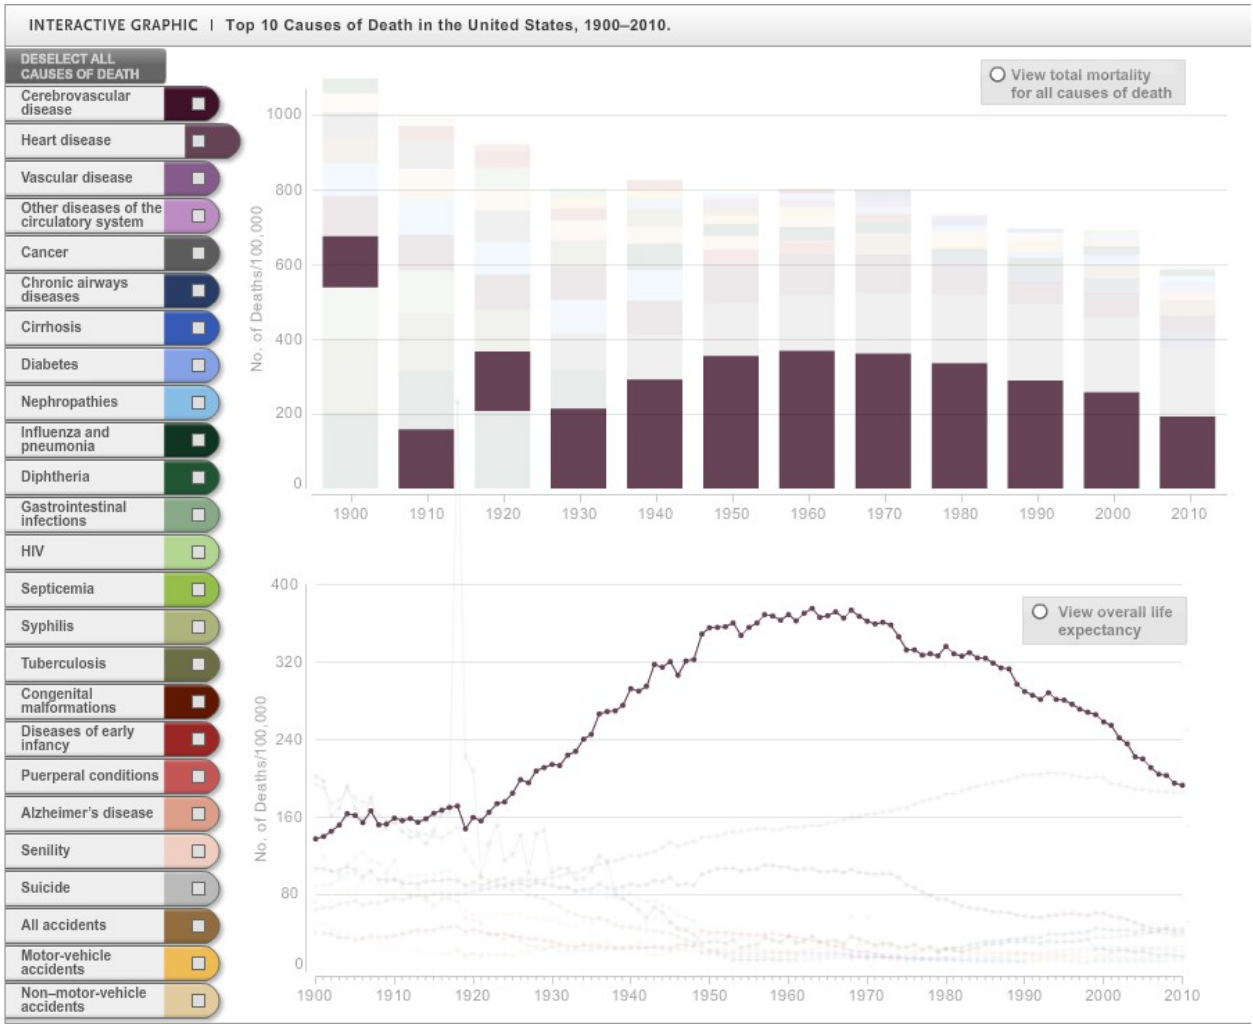 INTERACTIVE GRAPHIC | Top 10 Causes of Death in the United States, 1900–2010.
DESELECT ALL
CAUSES OF DEATH
Cerebrovascular
disease
Heart disease
Vascular disease
Other diseases of the
circulatory system
Cancer
Chronic airways
diseases
Cirrhosis
Diabetes
Nephropathies
Influenza and
pneumonia
Diphtheria
Gastrointestinal
infections
HIV
Septicemia
Syphilis
Tuberculosis
Congenital
malformations
Diseases of early
infancy
Puerperal conditions
Alzheimer's disease
Senility
Suicide
All accidents
Motor-vehicle
accidents
Non–motor-vehicle
accidents
View total mortality
for all causes of death
No. of Deaths/100,000
1000
800
600
400
200
0
1900 1910 1920 1930 1940 1950 1960 1970 1980 1990 2000 2010
View overall life
expectancy
No. of Deaths/100,000
400
320
240
160
80
0
1900 1910 1920 1930 1940 1950 1960 1970 1980 1990 2000 2010